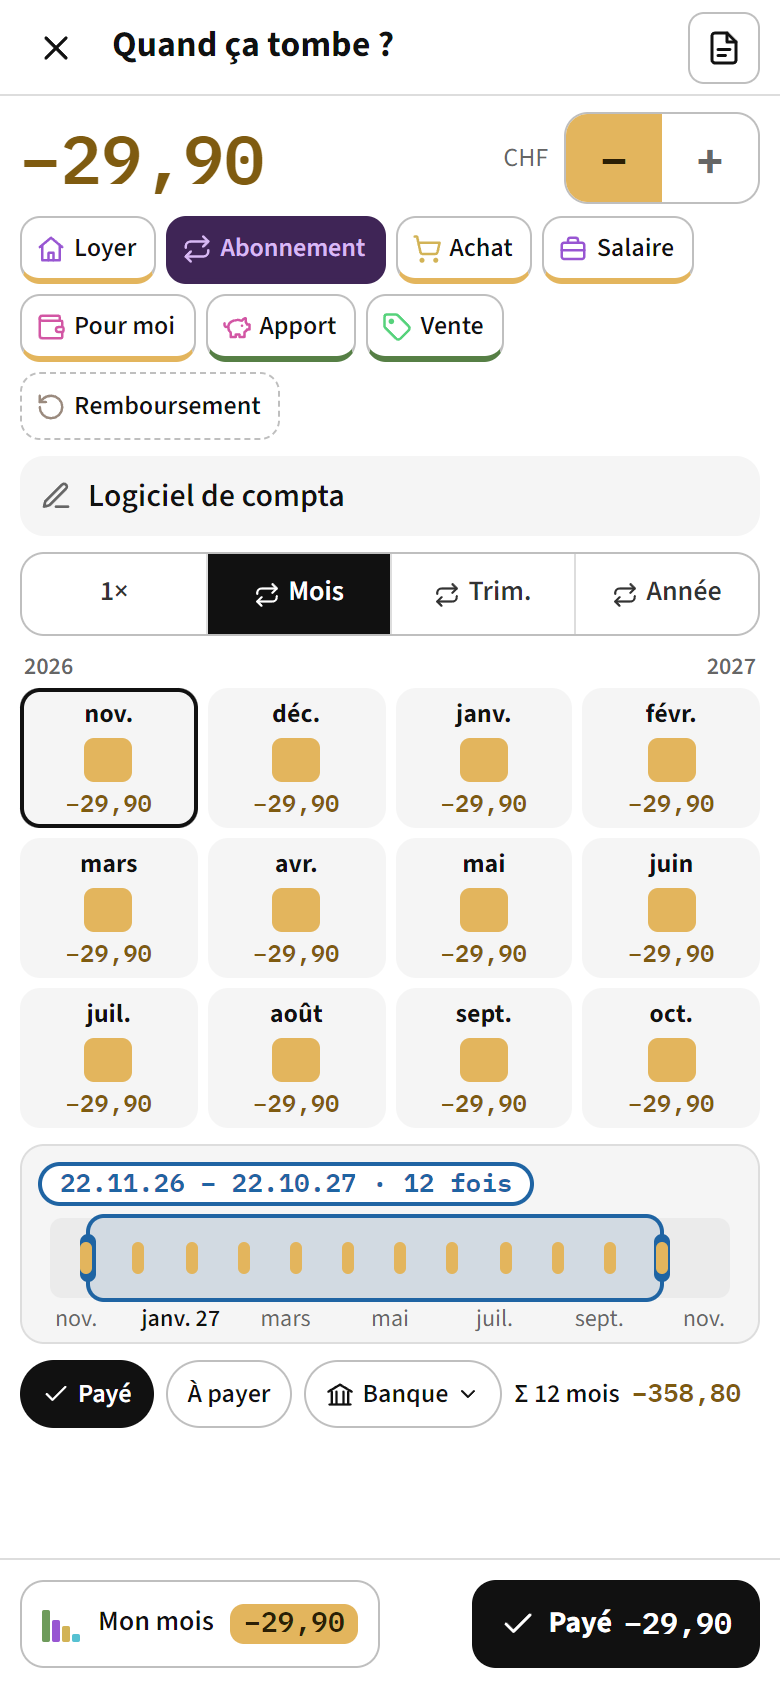 Quand ça tombe ?
−29,90 CHF − +
Loyer Abonnement Achat Salaire
Pour moi Apport Vente
Remboursement
Logiciel de compta
1× Mois Trim. Année
2026 2027
nov. déc. janv. févr.
−29,90 −29,90 −29,90 −29,90
mars avr. mai juin
−29,90 −29,90 −29,90 −29,90
juil. août sept. oct.
−29,90 −29,90 −29,90 −29,90
22.11.26 – 22.10.27 · 12 fois
nov. janv. 27 mars mai juil. sept. nov.
Payé À payer Banque Σ 12 mois −358,80
Mon mois −29,90 Payé −29,90